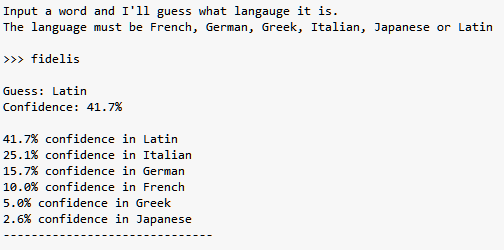 Input a word and I'll guess what langauge it is.
The language must be French, German, Greek, Italian, Japanese or Latin
>>> fidelis
Guess: Latin
Confidence: 41.7%
41.7% confidence in Latin
25.1% confidence in Italian
15.7% confidence in German
10.0% confidence in French
5.0% confidence in Greek
2.6% confidence in Japanese
------------------------------